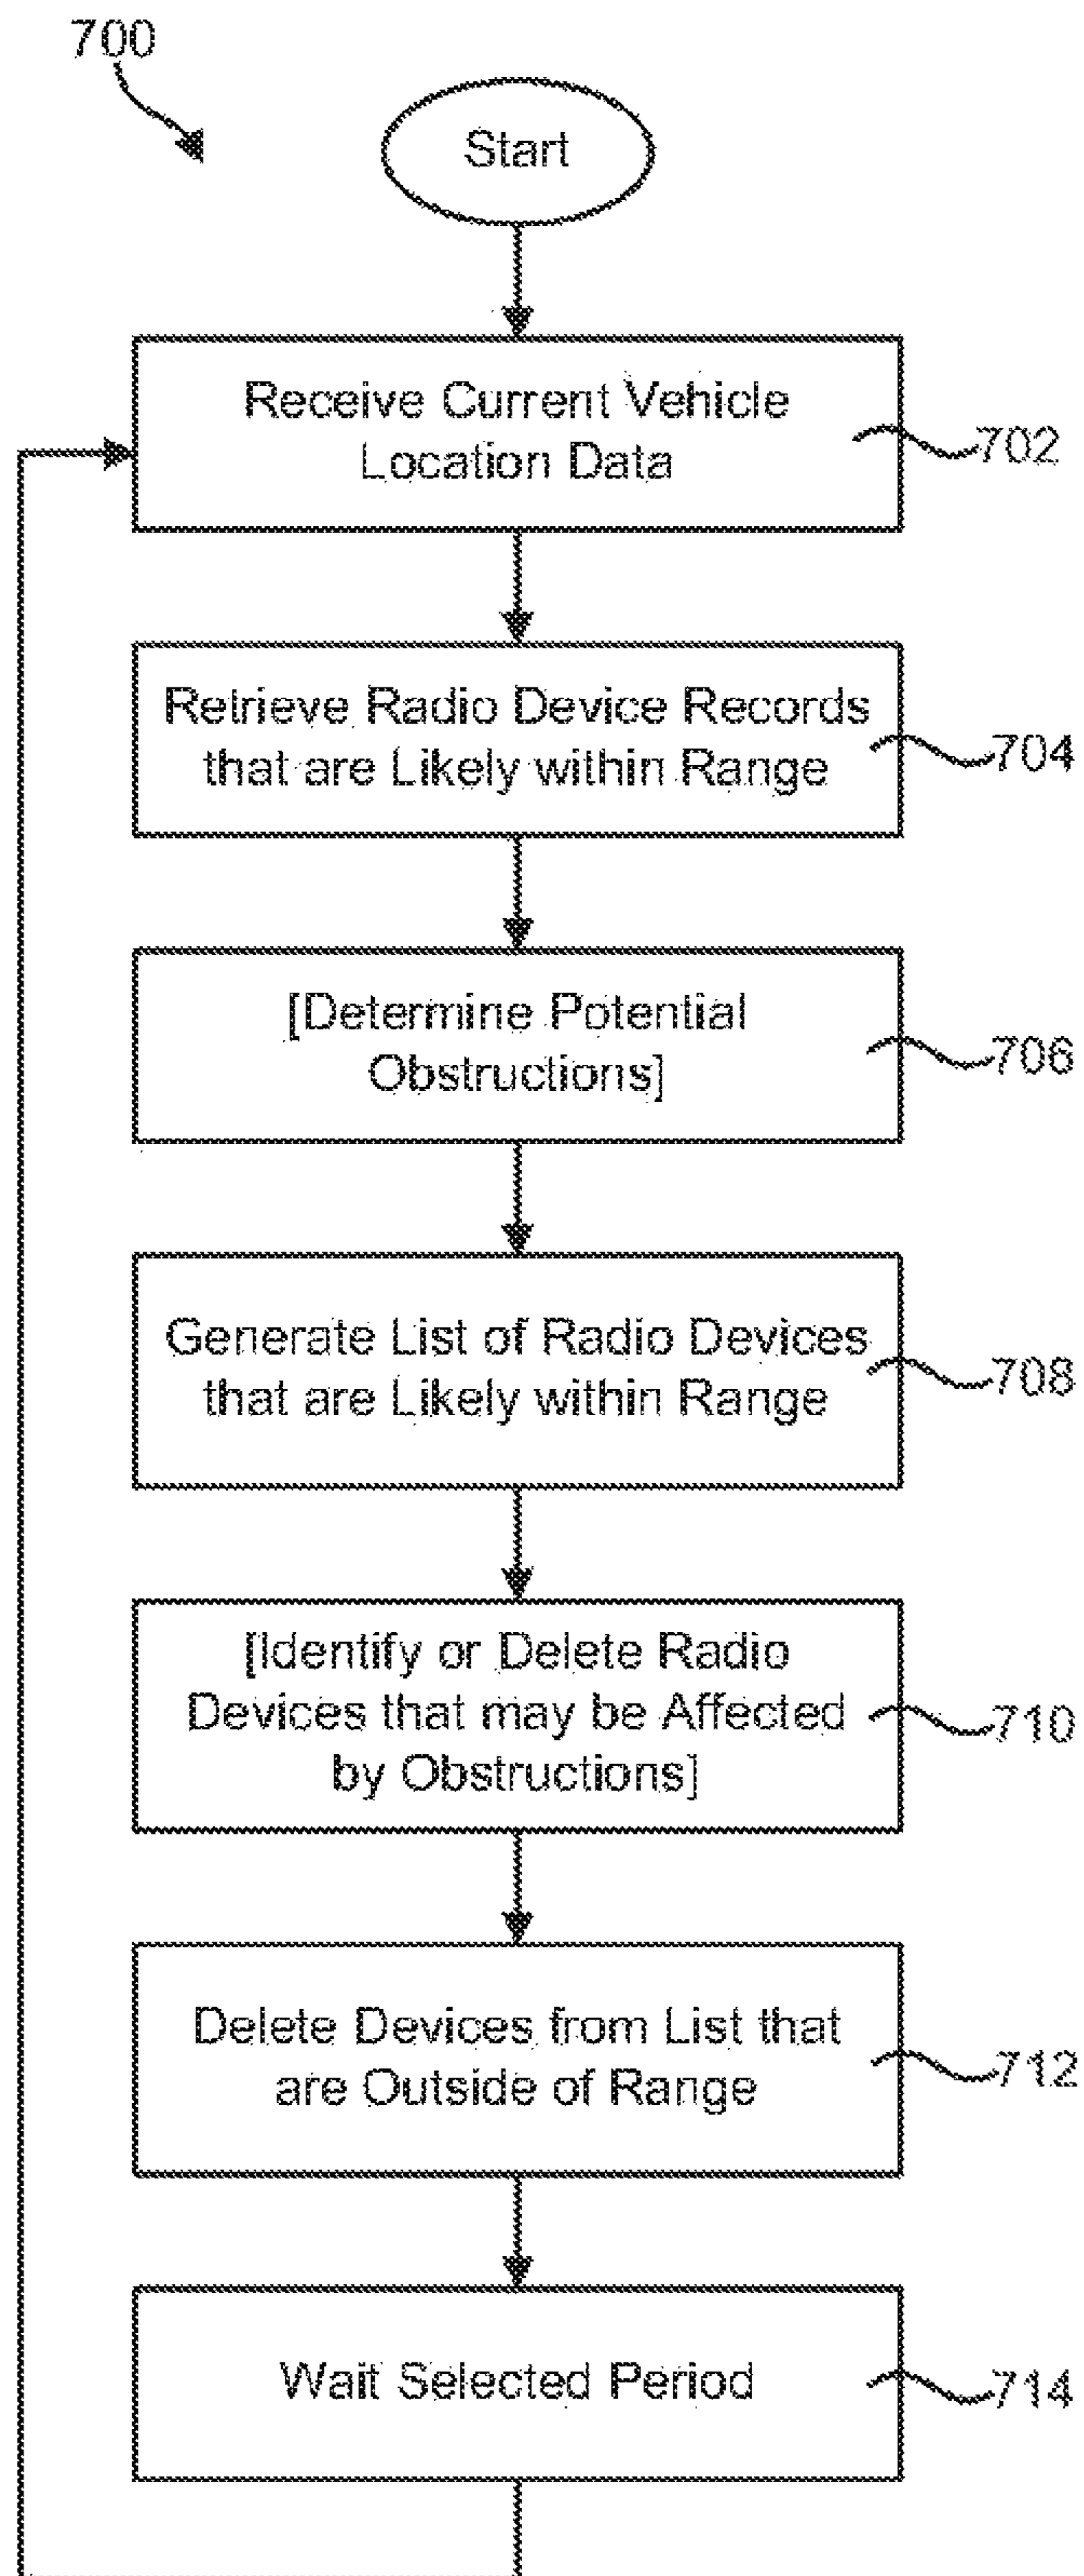 700
Start
Receive Current Vehicle
Location Data
702
Retrieve Radio Device Records
that are Likely within Range
704
[Determine Potential
Obstructions]
706
Generate List of Radio Devices
that are Likely within Range
708
[Identify or Delete Radio
Devices that may be Affected
by Obstructions]
710
Delete Devices from List that
are Outside of Range
712
Wait Selected Period
714